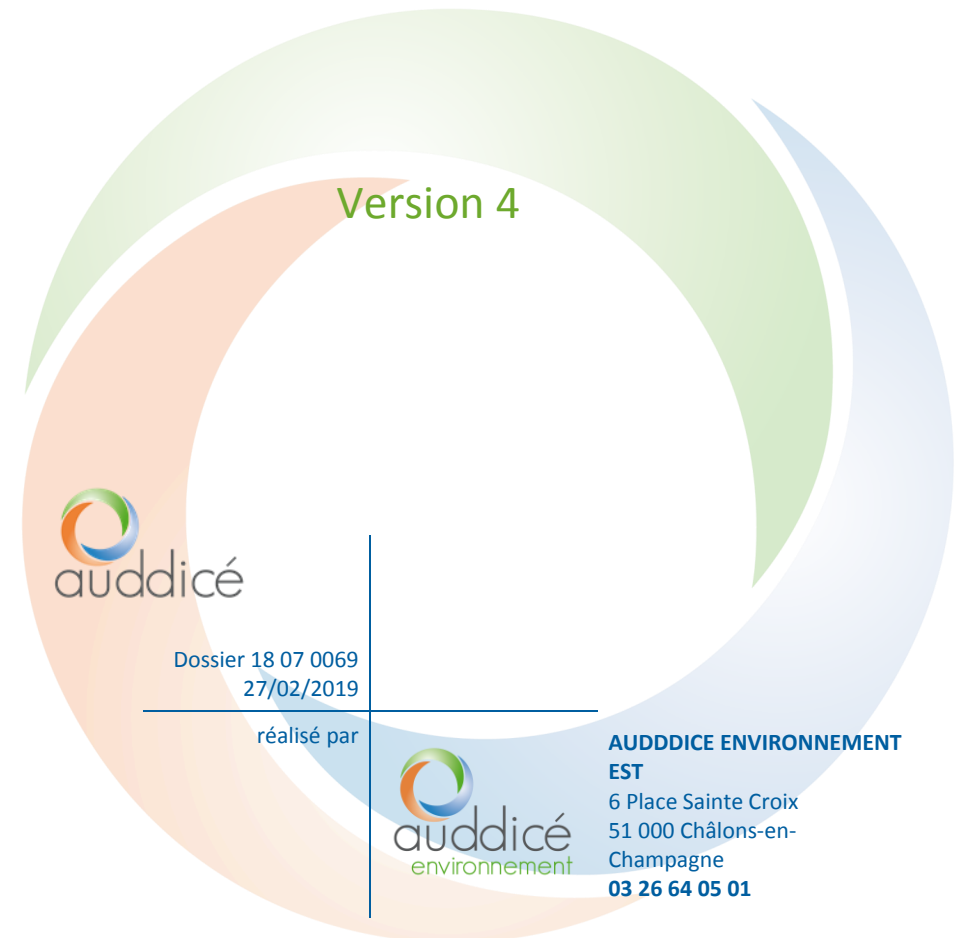 Version 4
auddicé
Dossier 18 07 0069
27/02/2019
réalisé par
auddicé
environnement
AUDDDICE ENVIRONNEMENT
EST
6 Place Sainte Croix
51 000 Châlons-en-
Champagne
03 26 64 05 01